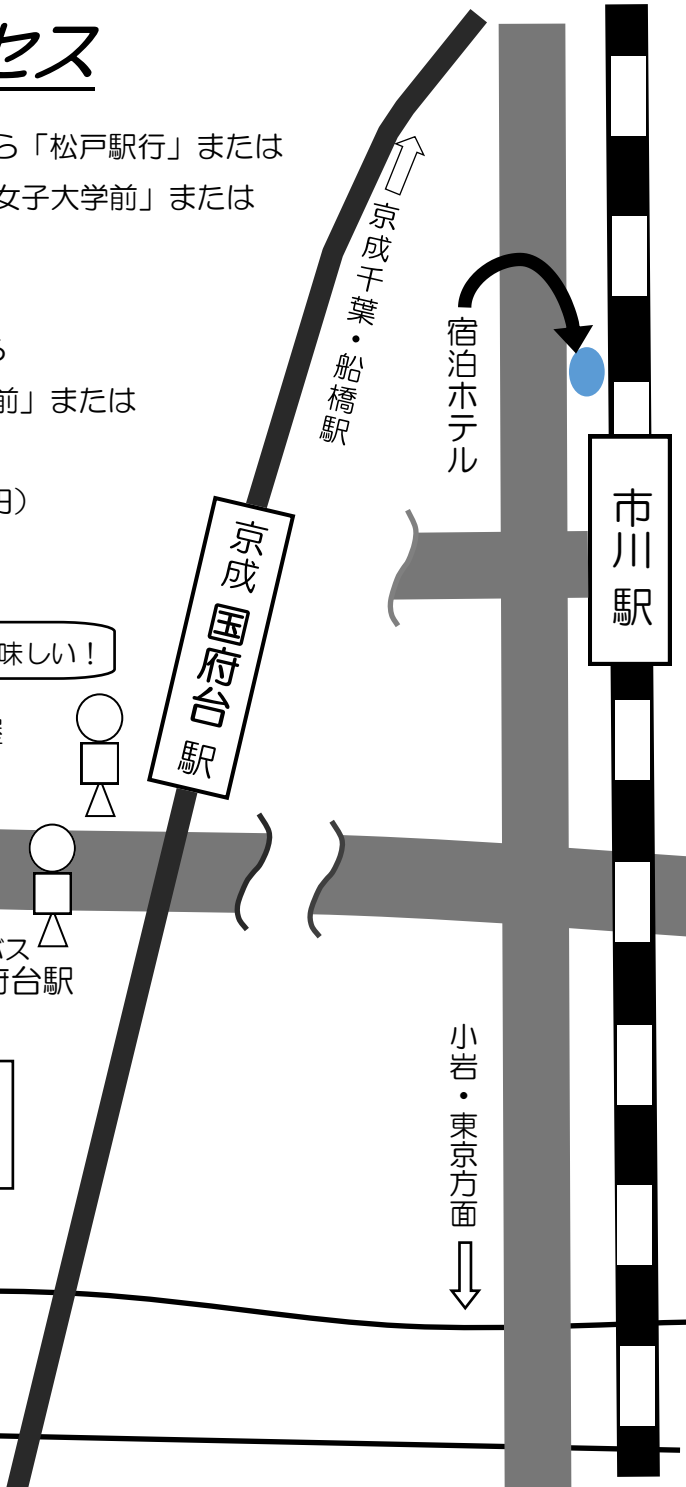 セス
ら「松戸駅行」または
女子大学前」または
ら
前」または
日）
味しい！
バス
府台駅
京成千葉・船橋駅
宿泊ホテル
市川駅
京成国府台駅
小岩・東京方面